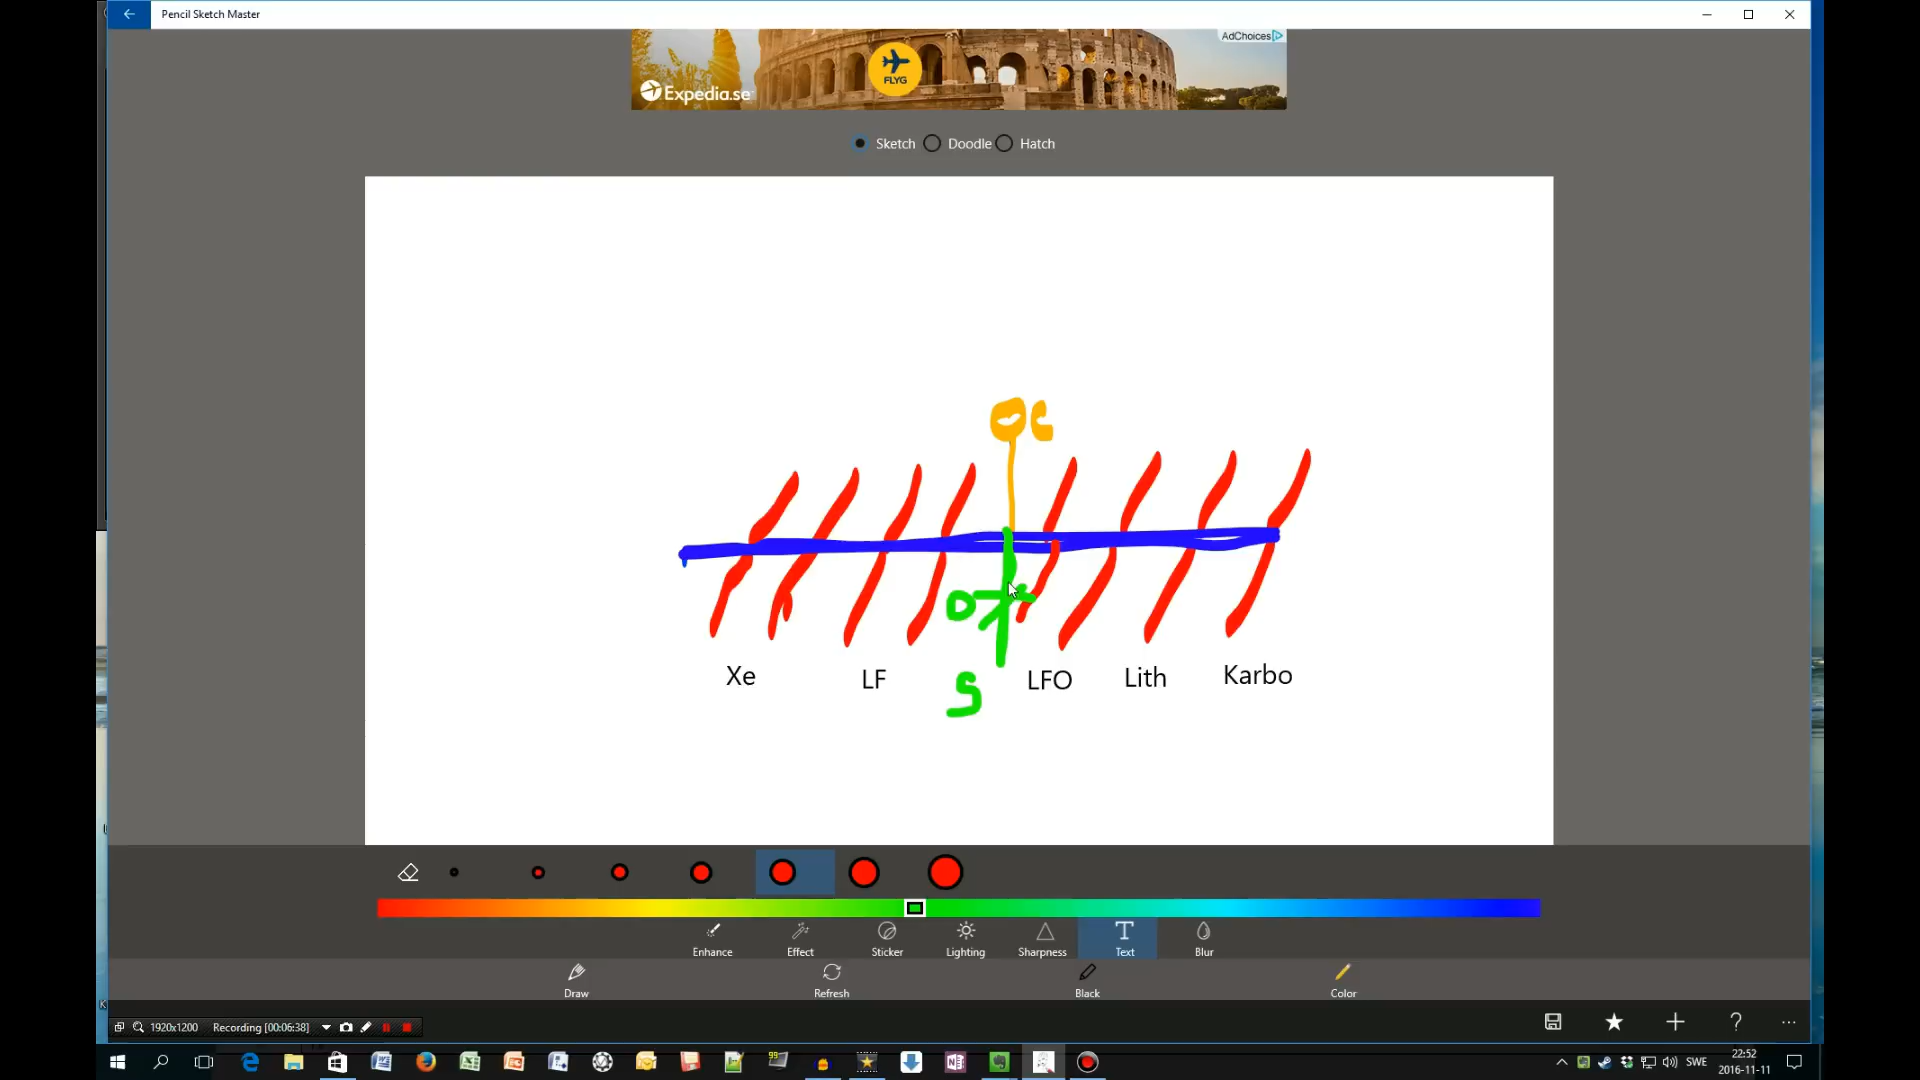 Pencil Sketch Master
AdChoices
FLYG
Expedia.se
Sketch Doodle Hatch
OC
D
Xe LF LFO Lith Karbo
S
Enhance Effect Sticker Lighting Sharpness Text Blur
Draw Refresh Black Color
1920x1200 Recording [00:06:38]
22:52
SWE
2016-11-11